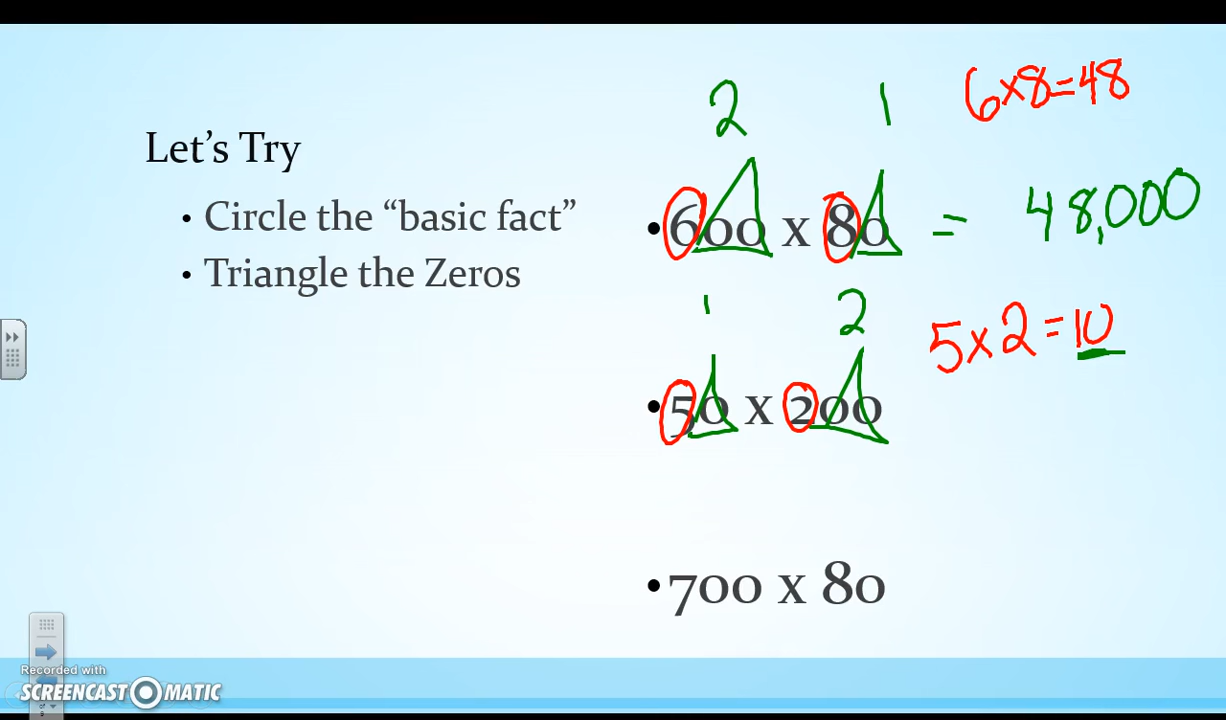 Let's Try
• Circle the “basic fact”
• Triangle the Zeros
2 1 6x8=48
• 600 x 80 = 48,000
1 2 5x2=10
• 50 x 200
• 700 x 80
Recorded with
SCREENCAST MATIC